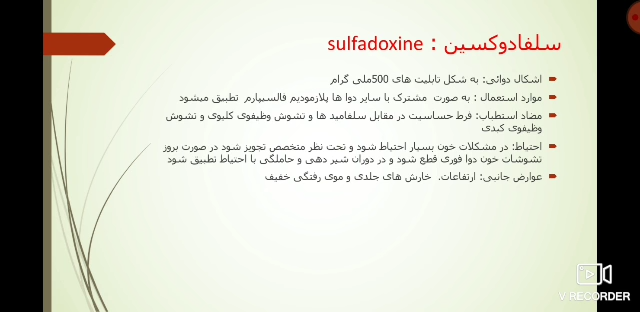 سلفادوکسین : sulfadoxine
اشکال دوائی: به شکل تابلیت های 500ملی گرام
موارد استعمال : به صورت مشترک با سایر دوا ها پلازمودیم فالسیپارم تطبیق میشود
مضاد استطباب: فرط حساسیت در مقابل سلفامید ها و تشوش وظیفوی کلیوی و تشوش
وظیفوی کبدی
احتیاط: در مشکلات خون بسیار احتیاط شود و تحت نظر متخصص تجویز شود در صورت بروز
تشوشات خون دوا فوری قطع شود و در دوران شیر دهی و حاملگی با احتیاط تطبیق شود
عوارض جانبی: ارتفاعات. خارش های جلدی و موی رفتگی خفیف
V RECORDER